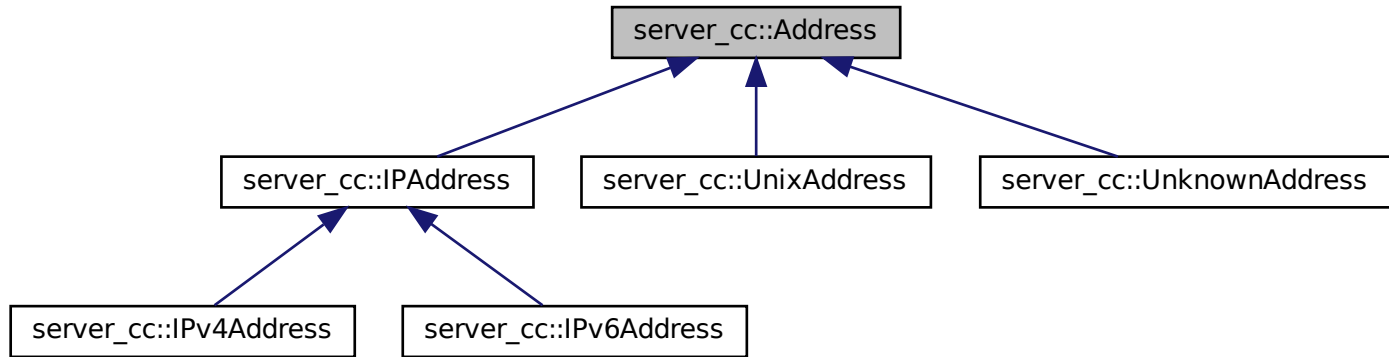 server_cc::Address
server_cc::IPAddress
server_cc::UnixAddress
server_cc::UnknownAddress
server_cc::IPv4Address
server_cc::IPv6Address